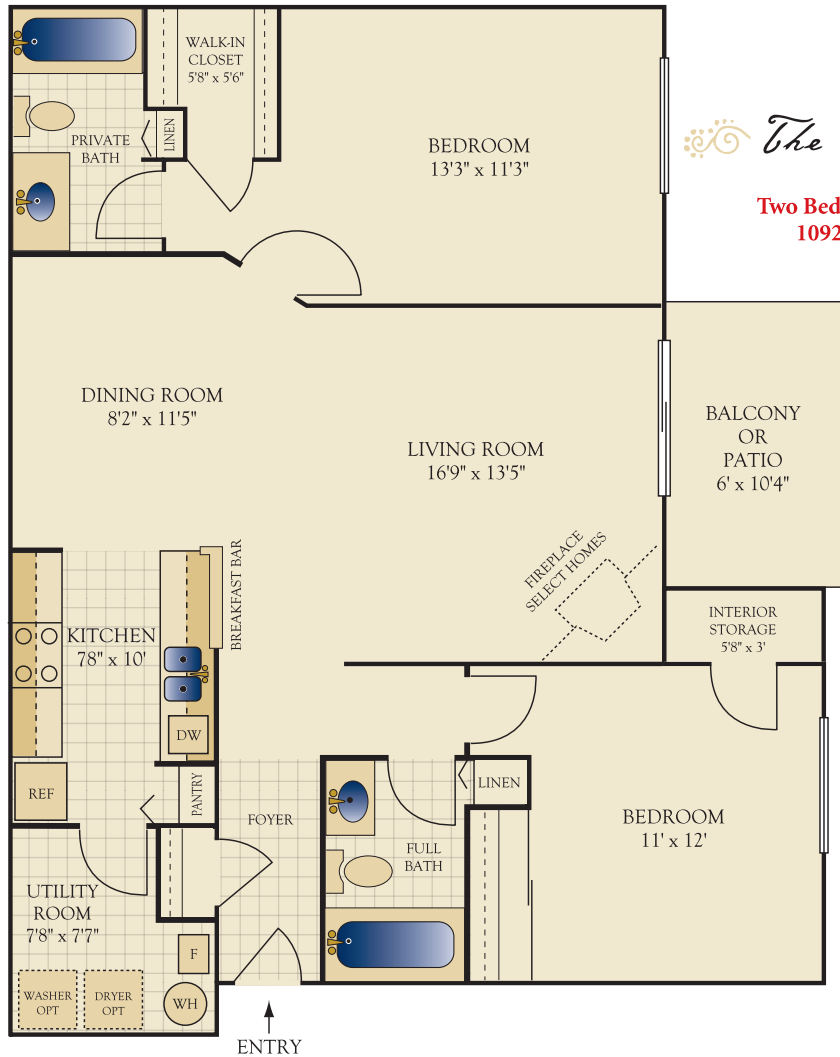 WALK-IN
CLOSET
5'8" x 5'6"
LINEN
PRIVATE
BATH
BEDROOM
13'3" x 11'3"
The
Two Bed
1092
DINING ROOM
8'2" x 11'5"
LIVING ROOM
16'9" x 13'5"
BALCONY
OR
PATIO
6' x 10'4"
FIREPLACE
SELECT HOMES
BREAKFAST BAR
KITCHEN
78" x 10'
INTERIOR
STORAGE
5'8" x 3'
DW
REF
PANTRY
FOYER
LINEN
BEDROOM
11' x 12'
FULL
BATH
UTILITY
ROOM
7'8" x 7'7"
F
WASHER
OPT
DRYER
OPT
WH
ENTRY